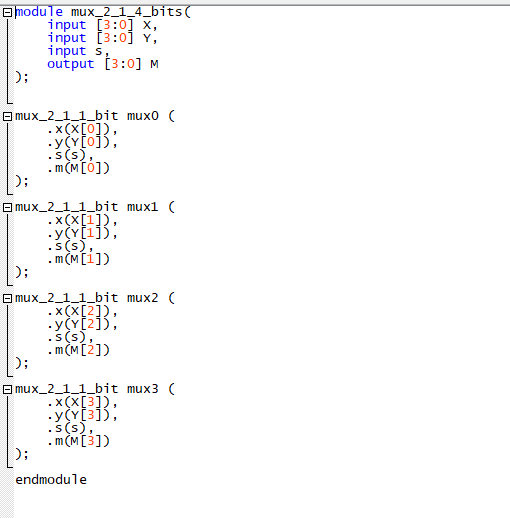 module mux_2_1_4_bits(
    input [3:0] X,
    input [3:0] Y,
    input s,
    output [3:0] M
);
mux_2_1_1_bit mux0 (
    .x(X[0]),
    .y(Y[0]),
    .s(s),
    .m(M[0])
);
mux_2_1_1_bit mux1 (
    .x(X[1]),
    .y(Y[1]),
    .s(s),
    .m(M[1])
);
mux_2_1_1_bit mux2 (
    .x(X[2]),
    .y(Y[2]),
    .s(s),
    .m(M[2])
);
mux_2_1_1_bit mux3 (
    .x(X[3]),
    .y(Y[3]),
    .s(s),
    .m(M[3])
);
endmodule